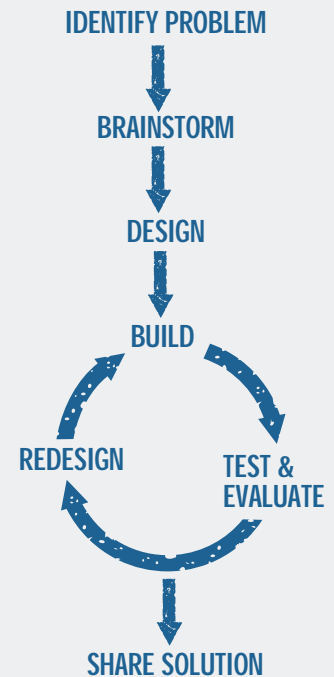 IDENTIFY PROBLEM
BRAINSTORM
DESIGN
BUILD
REDESIGN
TEST &
EVALUATE
SHARE SOLUTION